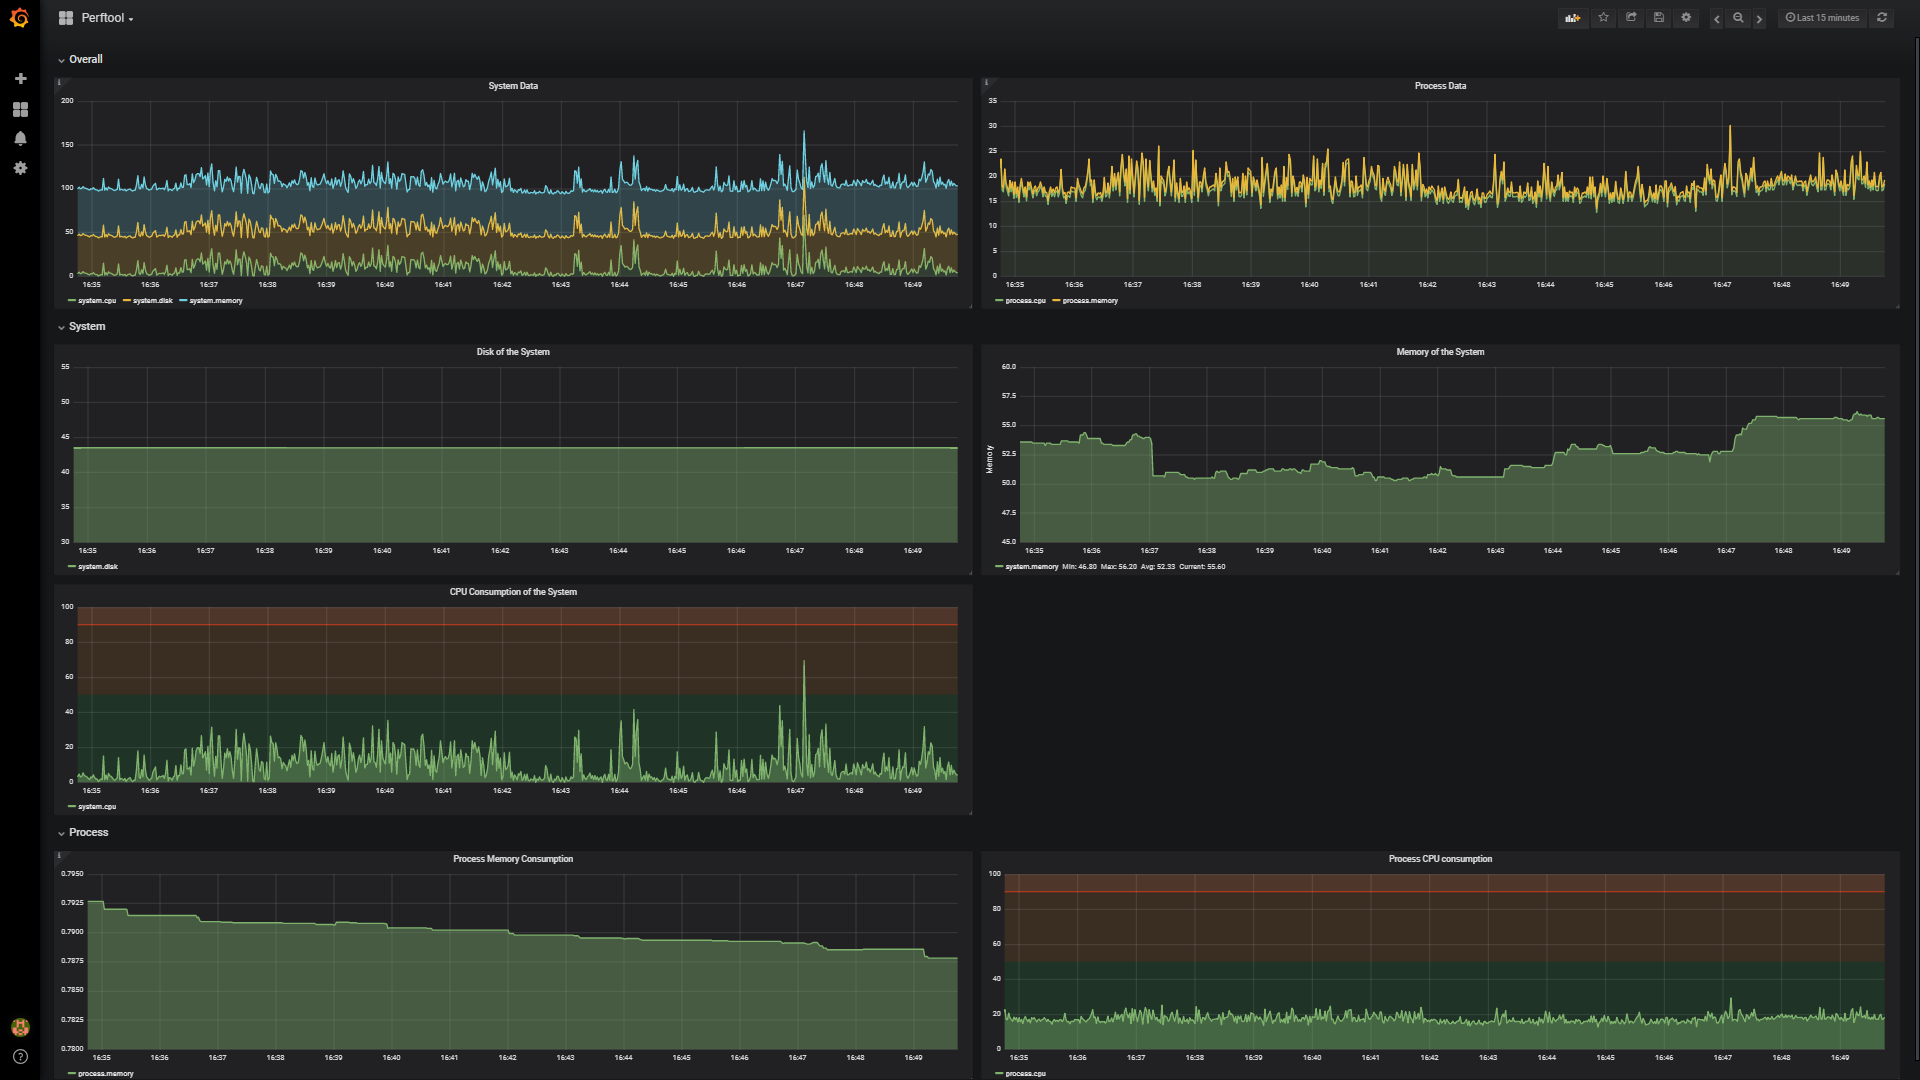 Perftool
Last 15 minutes
Overall
System Data
200
150
100
50
0
16:35 16:36 16:37 16:38 16:39 16:40 16:41 16:42 16:43 16:44 16:45 16:46 16:47 16:48 16:49
system.cpu system.disk system.memory
Process Data
35
30
25
20
15
10
5
0
16:35 16:36 16:37 16:38 16:39 16:40 16:41 16:42 16:43 16:44 16:45 16:46 16:47 16:48 16:49
process.cpu process.memory
System
Disk of the System
55
50
45
40
35
30
16:35 16:36 16:37 16:38 16:39 16:40 16:41 16:42 16:43 16:44 16:45 16:46 16:47 16:48 16:49
system.disk
Memory of the System
Memory
60.0
57.5
55.0
52.5
50.0
47.5
45.0
16:35 16:36 16:37 16:38 16:39 16:40 16:41 16:42 16:43 16:44 16:45 16:46 16:47 16:48 16:49
system.memory Min: 46.80 Max: 56.20 Avg: 52.33 Current: 55.60
CPU Consumption of the System
100
80
60
40
20
0
16:35 16:36 16:37 16:38 16:39 16:40 16:41 16:42 16:43 16:44 16:45 16:46 16:47 16:48 16:49
system.cpu
Process
Process Memory Consumption
0.7950
0.7925
0.7900
0.7875
0.7850
0.7825
0.7800
16:35 16:36 16:37 16:38 16:39 16:40 16:41 16:42 16:43 16:44 16:45 16:46 16:47 16:48 16:49
process.memory
Process CPU consumption
100
80
60
40
20
0
16:35 16:36 16:37 16:38 16:39 16:40 16:41 16:42 16:43 16:44 16:45 16:46 16:47 16:48 16:49
process.cpu